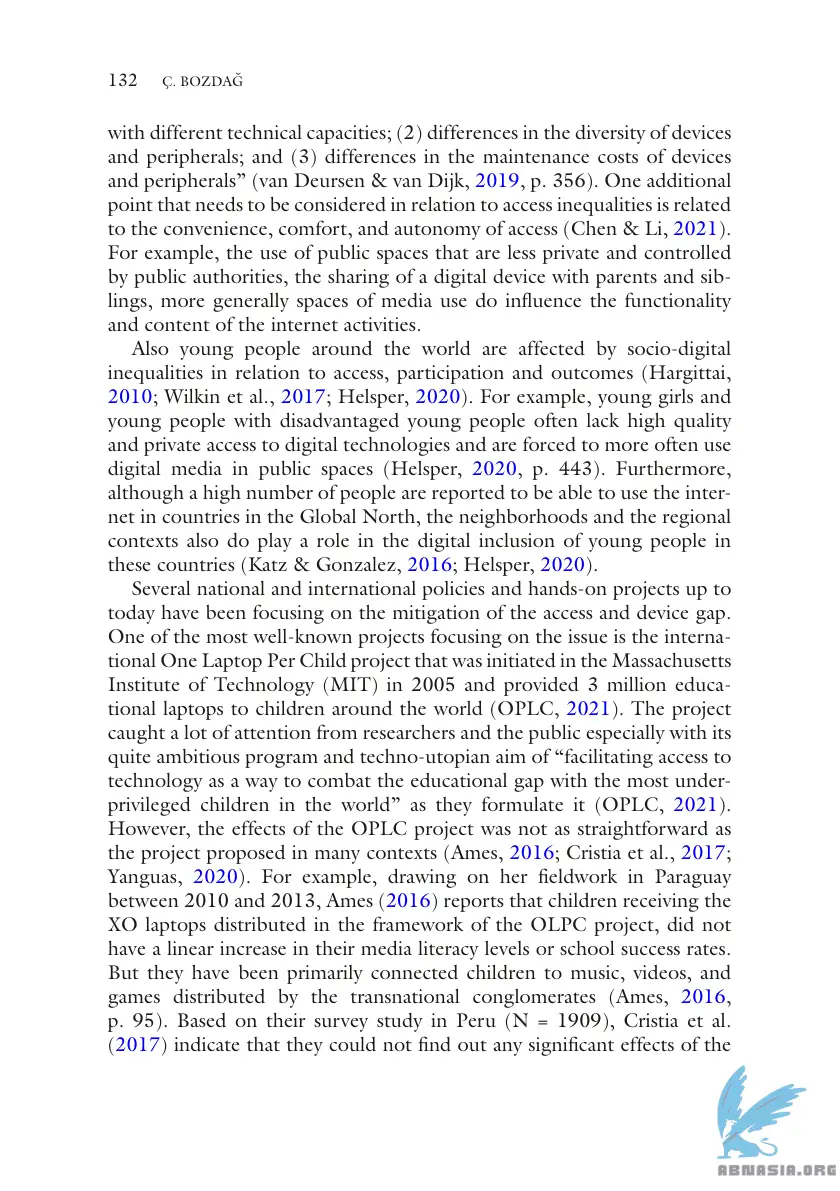 132 Ç. BOZDAĞ
with different technical capacities; (2) differences in the diversity of devices
and peripherals; and (3) differences in the maintenance costs of devices
and peripherals” (van Deursen & van Dijk, 2019, p. 356). One additional
point that needs to be considered in relation to access inequalities is related
to the convenience, comfort, and autonomy of access (Chen & Li, 2021).
For example, the use of public spaces that are less private and controlled
by public authorities, the sharing of a digital device with parents and sib-
lings, more generally spaces of media use do influence the functionality
and content of the internet activities.
Also young people around the world are affected by socio-digital
inequalities in relation to access, participation and outcomes (Hargittai,
2010; Wilkin et al., 2017; Helsper, 2020). For example, young girls and
young people with disadvantaged young people often lack high quality
and private access to digital technologies and are forced to more often use
digital media in public spaces (Helsper, 2020, p. 443). Furthermore,
although a high number of people are reported to be able to use the inter-
net in countries in the Global North, the neighborhoods and the regional
contexts also do play a role in the digital inclusion of young people in
these countries (Katz & Gonzalez, 2016; Helsper, 2020).
Several national and international policies and hands-on projects up to
today have been focusing on the mitigation of the access and device gap.
One of the most well-known projects focusing on the issue is the interna-
tional One Laptop Per Child project that was initiated in the Massachusetts
Institute of Technology (MIT) in 2005 and provided 3 million educa-
tional laptops to children around the world (OPLC, 2021). The project
caught a lot of attention from researchers and the public especially with its
quite ambitious program and techno-utopian aim of “facilitating access to
technology as a way to combat the educational gap with the most under-
privileged children in the world” as they formulate it (OPLC, 2021).
However, the effects of the OPLC project was not as straightforward as
the project proposed in many contexts (Ames, 2016; Cristia et al., 2017;
Yanguas, 2020). For example, drawing on her fieldwork in Paraguay
between 2010 and 2013, Ames (2016) reports that children receiving the
XO laptops distributed in the framework of the OLPC project, did not
have a linear increase in their media literacy levels or school success rates.
But they have been primarily connected children to music, videos, and
games distributed by the transnational conglomerates (Ames, 2016,
p. 95). Based on their survey study in Peru (N = 1909), Cristia et al.
(2017) indicate that they could not find out any significant effects of the
ABNASIA.ORG